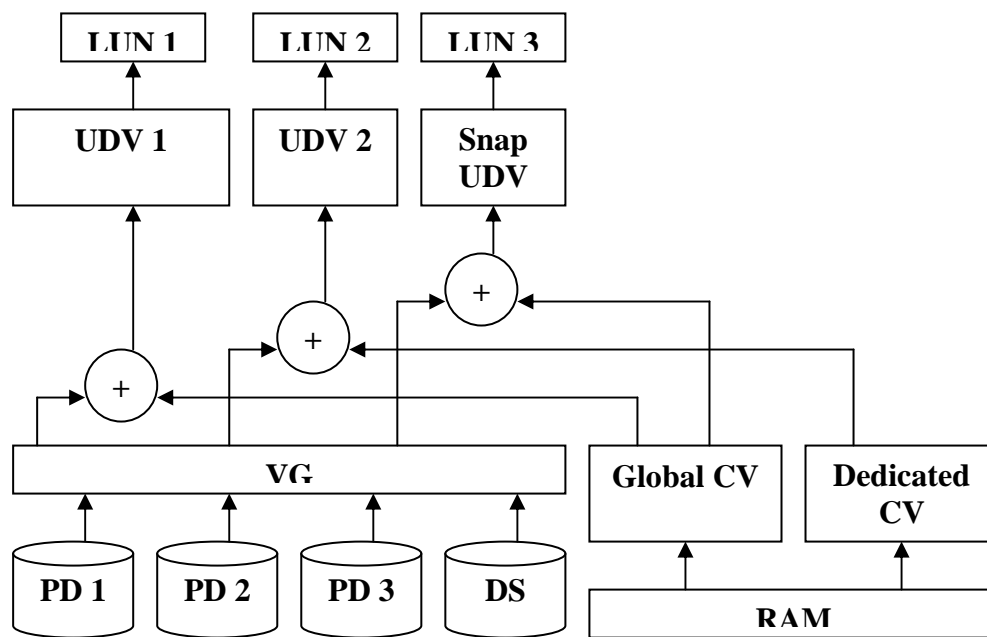 LUN 1
LUN 2
LUN 3
UDV 1
UDV 2
Snap
UDV
+
+
+
VG
Global CV
Dedicated
CV
PD 1
PD 2
PD 3
DS
RAM